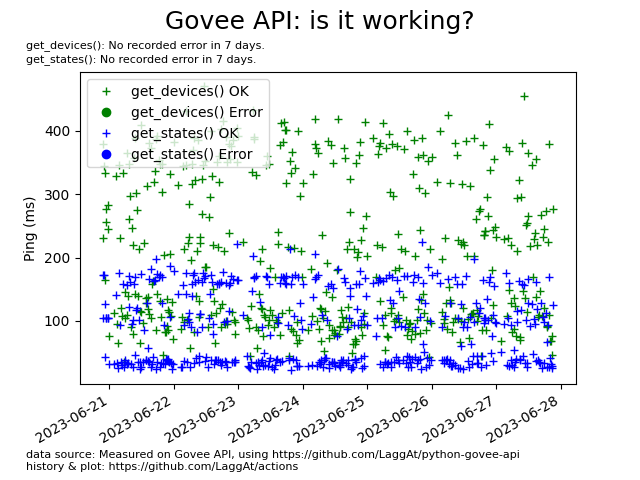 Govee API: is it working?
get_devices(): No recorded error in 7 days.
get_states(): No recorded error in 7 days.
get_devices() OK
get_devices() Error
get_states() OK
get_states() Error
Ping (ms)
400
300
200
100
2023-06-21
2023-06-22
2023-06-23
2023-06-24
2023-06-25
2023-06-26
2023-06-27
2023-06-28
data source: Measured on Govee API, using https://github.com/LaggAt/python-govee-api
history & plot: https://github.com/LaggAt/actions